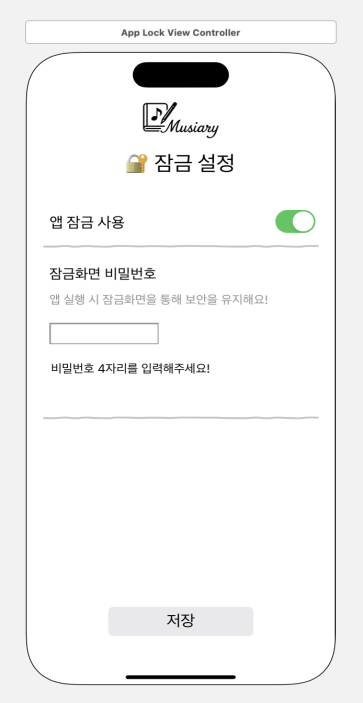 App Lock View Controller
Musiary
🔐 잠금 설정
앱 잠금 사용
잠금화면 비밀번호
앱 실행 시 잠금화면을 통해 보안을 유지해요!
비밀번호 4자리를 입력해주세요!
저장